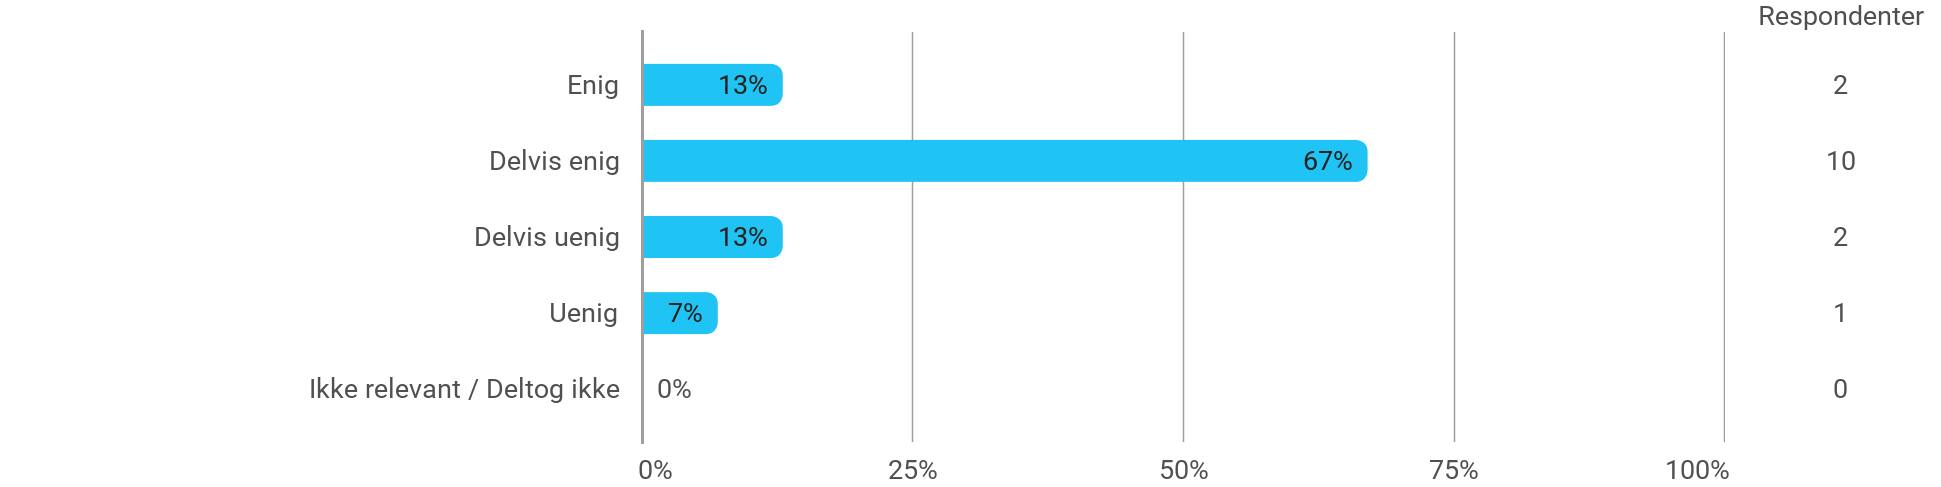 Respondenter
Enig 13% 2
Delvis enig 67% 10
Delvis uenig 13% 2
Uenig 7% 1
Ikke relevant / Deltog ikke 0% 0
0% 25% 50% 75% 100%